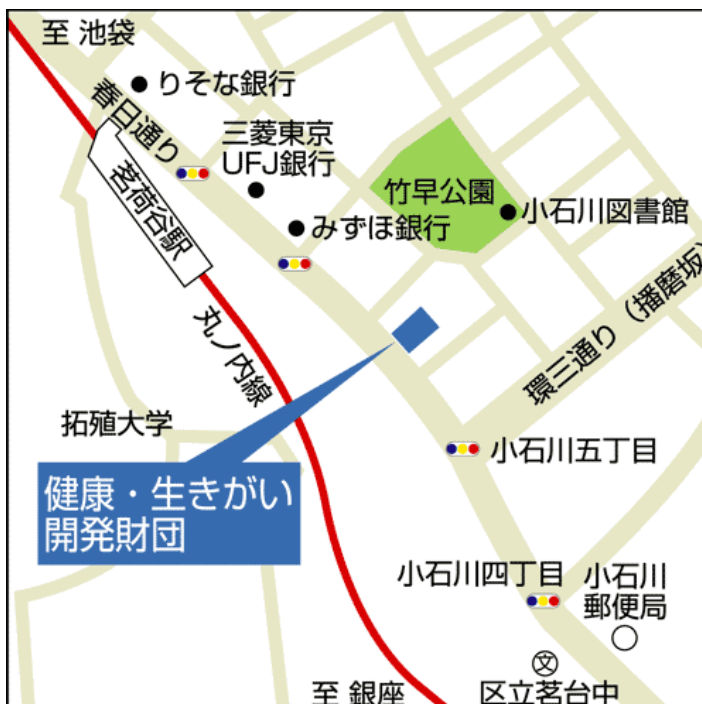 至 池袋
りそな銀行
春日通り
三菱東京
UFJ銀行
茗荷谷駅
竹早公園
小石川図書館
みずほ銀行
環三通り（播磨坂）
丸ノ内線
拓殖大学
小石川五丁目
健康・生きがい
開発財団
小石川四丁目
小石川
郵便局
文
区立茗台中
至 銀座